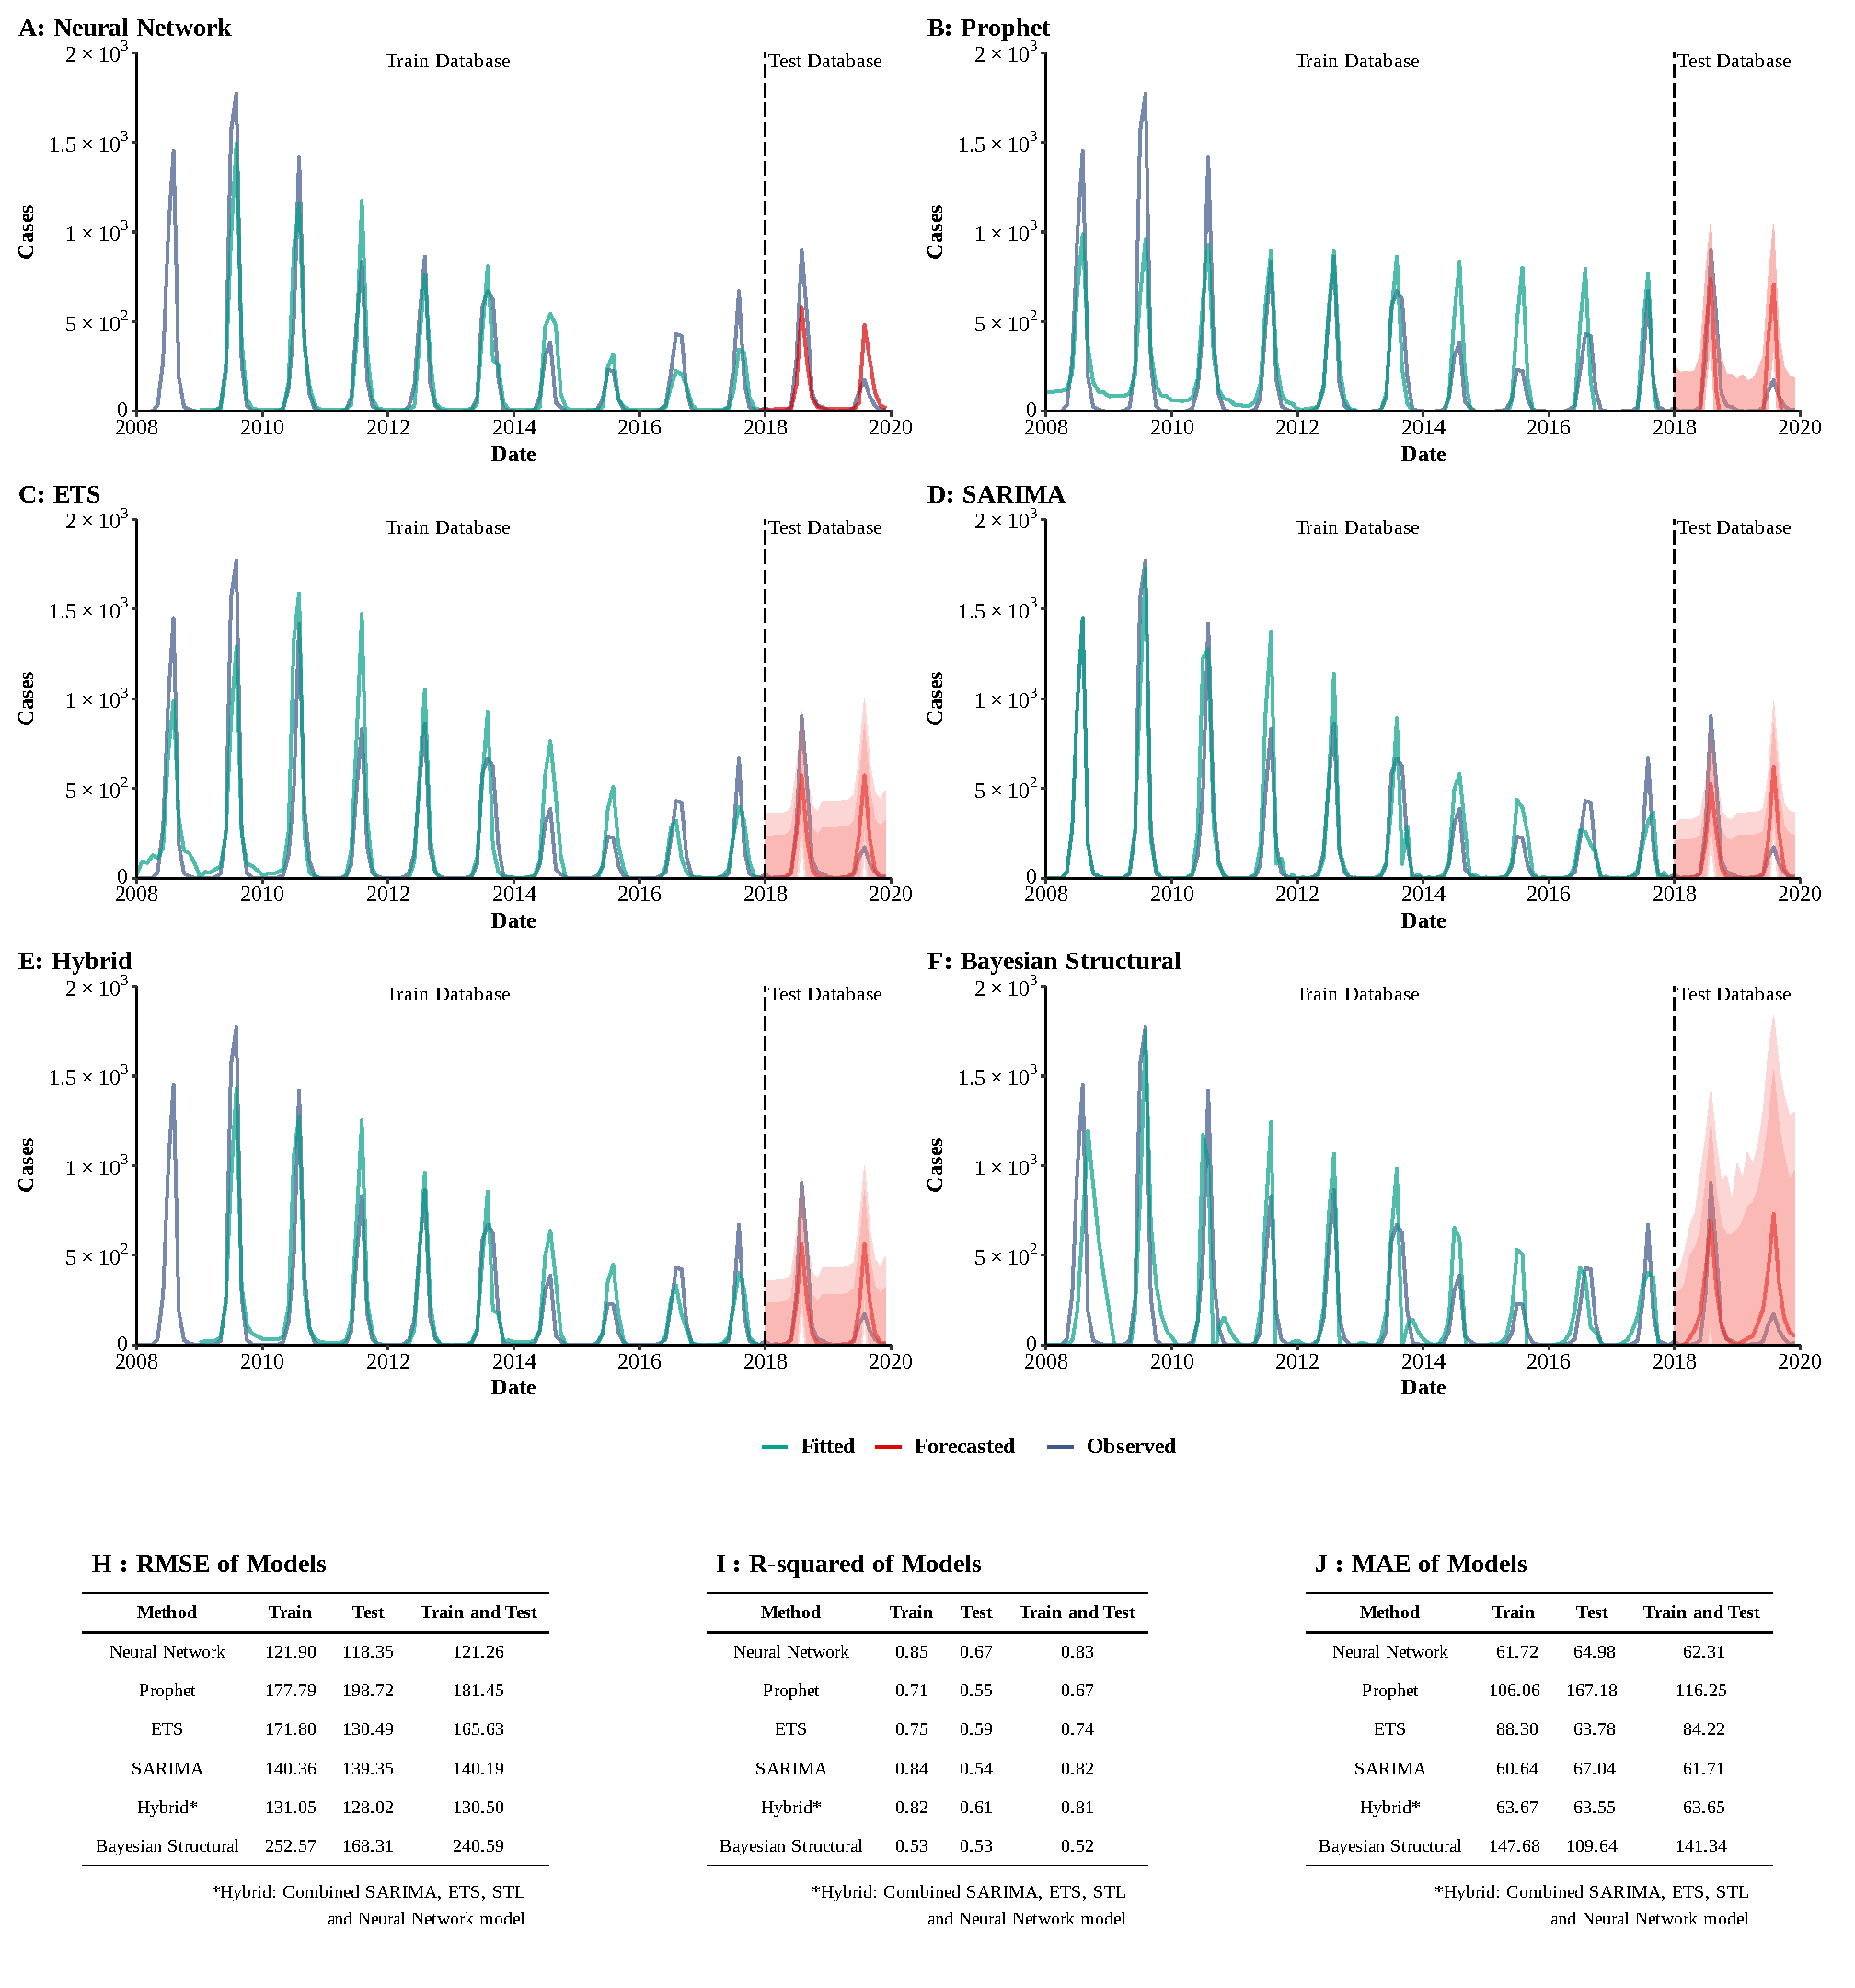 A: Neural Network
2 × 10³
1.5 × 10³
1 × 10³
5 × 10²
0
Cases
Train Database
Test Database
2008 2010 2012 2014 2016 2018 2020
Date
B: Prophet
2 × 10³
1.5 × 10³
1 × 10³
5 × 10²
0
Cases
Train Database
Test Database
2008 2010 2012 2014 2016 2018 2020
Date
C: ETS
2 × 10³
1.5 × 10³
1 × 10³
5 × 10²
0
Cases
Train Database
Test Database
2008 2010 2012 2014 2016 2018 2020
Date
D: SARIMA
2 × 10³
1.5 × 10³
1 × 10³
5 × 10²
0
Cases
Train Database
Test Database
2008 2010 2012 2014 2016 2018 2020
Date
E: Hybrid
2 × 10³
1.5 × 10³
1 × 10³
5 × 10²
0
Cases
Train Database
Test Database
2008 2010 2012 2014 2016 2018 2020
Date
F: Bayesian Structural
2 × 10³
1.5 × 10³
1 × 10³
5 × 10²
0
Cases
Train Database
Test Database
2008 2010 2012 2014 2016 2018 2020
Date
Fitted Forecasted Observed
H : RMSE of Models
Method Train Test Train and Test
Neural Network 121.90 118.35 121.26
Prophet 177.79 198.72 181.45
ETS 171.80 130.49 165.63
SARIMA 140.36 139.35 140.19
Hybrid* 131.05 128.02 130.50
Bayesian Structural 252.57 168.31 240.59
*Hybrid: Combined SARIMA, ETS, STL
and Neural Network model
I : R-squared of Models
Method Train Test Train and Test
Neural Network 0.85 0.67 0.83
Prophet 0.71 0.55 0.67
ETS 0.75 0.59 0.74
SARIMA 0.84 0.54 0.82
Hybrid* 0.82 0.61 0.81
Bayesian Structural 0.53 0.53 0.52
*Hybrid: Combined SARIMA, ETS, STL
and Neural Network model
J : MAE of Models
Method Train Test Train and Test
Neural Network 61.72 64.98 62.31
Prophet 106.06 167.18 116.25
ETS 88.30 63.78 84.22
SARIMA 60.64 67.04 61.71
Hybrid* 63.67 63.55 63.65
Bayesian Structural 147.68 109.64 141.34
*Hybrid: Combined SARIMA, ETS, STL
and Neural Network model